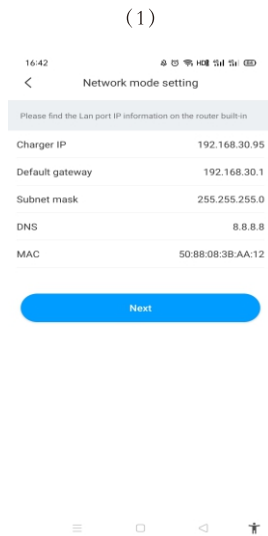 (1)
16:42
Network mode setting
Please find the Lan port IP information on the router built-in
Charger IP 192.168.30.95
Default gateway 192.168.30.1
Subnet mask 255.255.255.0
DNS 8.8.8.8
MAC 50:88:08:3B:AA:12
Next